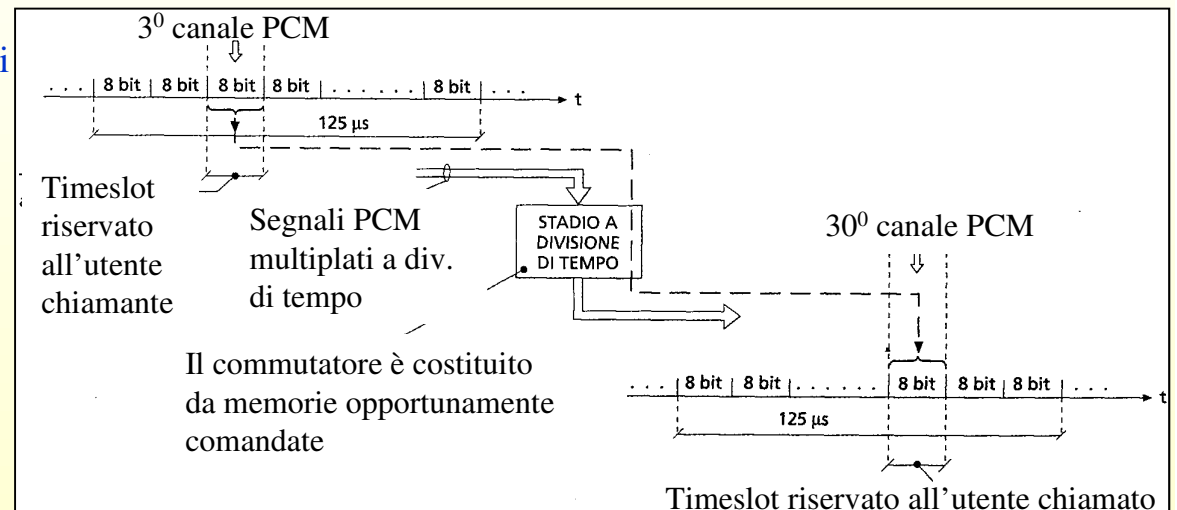 3⁰ canale PCM
i
. . . 8 bit 8 bit 8 bit 8 bit . . . . . . 8 bit . . .
t
125 µs
Timeslot
riservato
all'utente
chiamante
Segnali PCM
multiplati a div.
di tempo
STADIO A
DIVISIONE
DI TEMPO
30⁰ canale PCM
Il commutatore è costituito
da memorie opportunamente
comandate
. . . 8 bit 8 bit . . . . . . 8 bit 8 bit 8 bit . . .
t
125 µs
Timeslot riservato all'utente chiamato